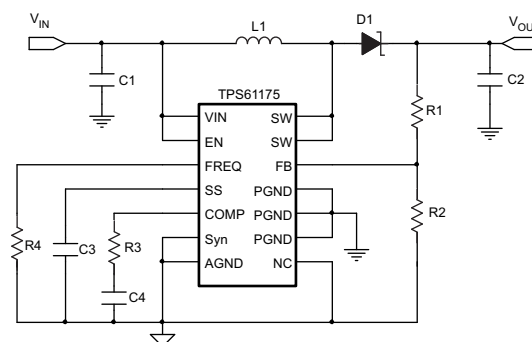 VIN L1 D1 VOU
C1 C2
TPS61175
R1
VIN SW
EN SW
FREQ FB
SS PGND
R4 C3 R3 COMP PGND R2
Syn PGND
C4 AGND NC